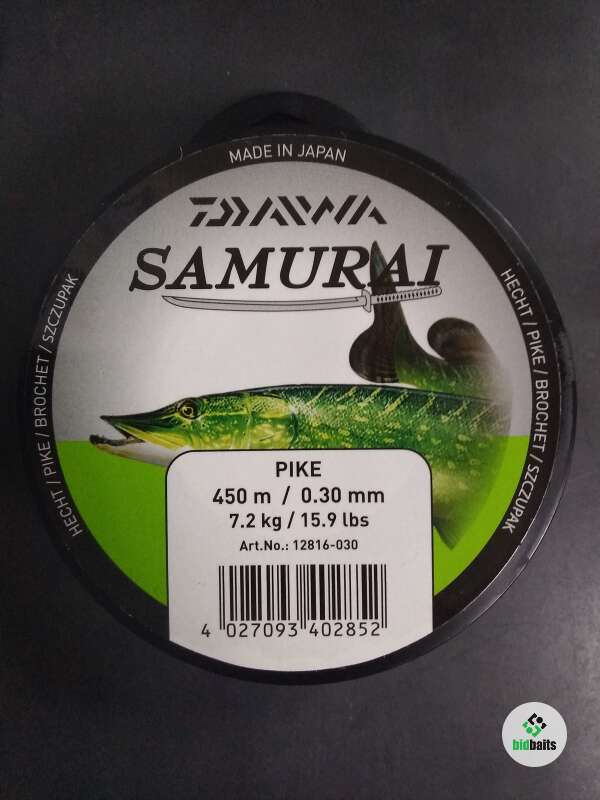 MADE IN JAPAN
DAIWA
SAMURAI
HECHT / PIKE / BROCHET / SZCZUPAK
HECHT / PIKE / BROCHET / SZCZUPAK
PIKE
450 m / 0.30 mm
7.2 kg / 15.9 lbs
Art.No.: 12816-030
4 027093 402852
bidbaits